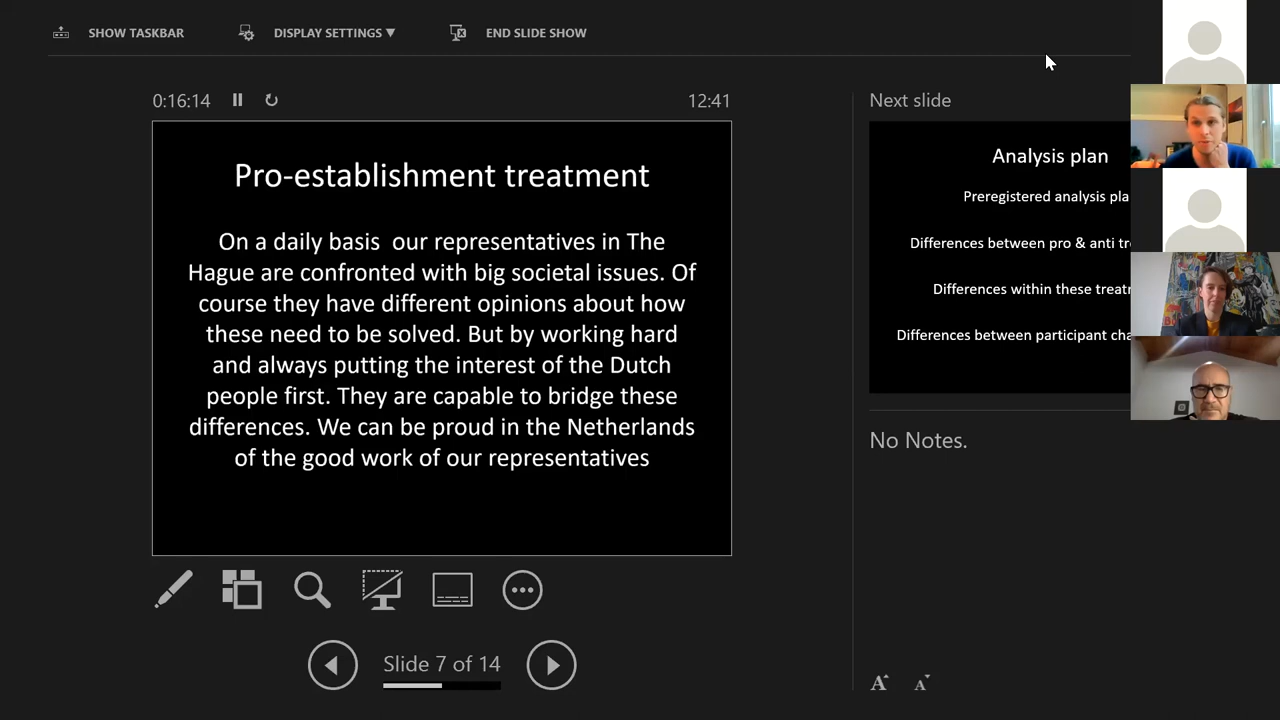 SHOW TASKBAR
DISPLAY SETTINGS ▼
END SLIDE SHOW
0:16:14
12:41
Pro-establishment treatment
On a daily basis our representatives in The
Hague are confronted with big societal issues. Of
course they have different opinions about how
these need to be solved. But by working hard
and always putting the interest of the Dutch
people first. They are capable to bridge these
differences. We can be proud in the Netherlands
of the good work of our representatives
Slide 7 of 14
Next slide
Analysis plan
Preregistered analysis pla
Differences between pro & anti tr
Differences within these treatr
Differences between participant cha
No Notes.
A A